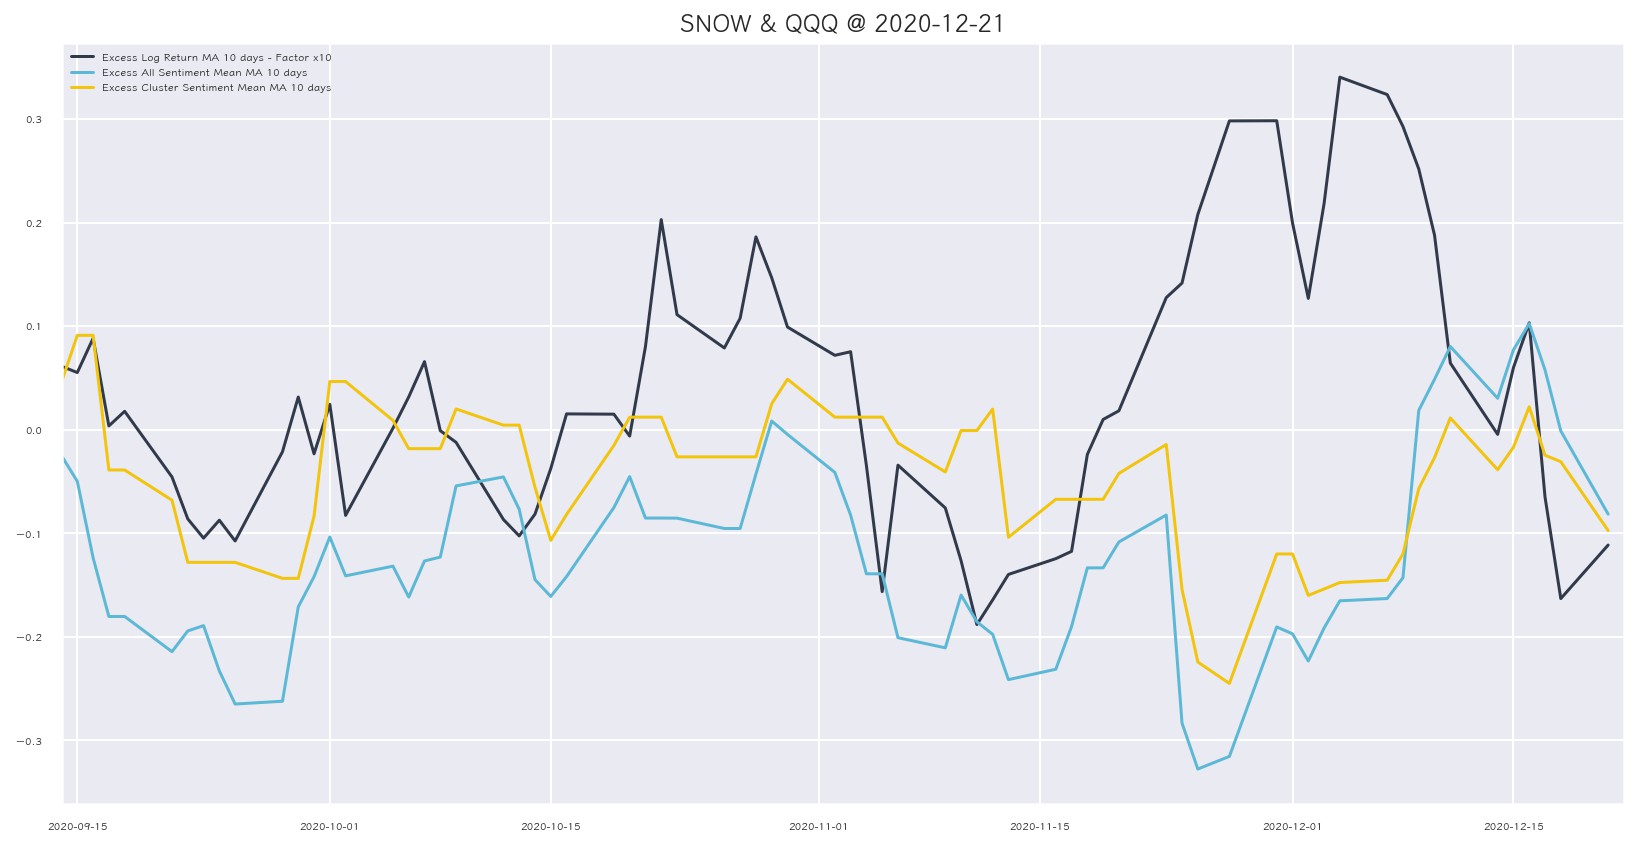 SNOW & QQQ @ 2020-12-21
Excess Log Return MA 10 days - Factor x10
Excess All Sentiment Mean MA 10 days
Excess Cluster Sentiment Mean MA 10 days
0.3
0.2
0.1
0.0
−0.1
−0.2
−0.3
2020-09-15 2020-10-01 2020-10-15 2020-11-01 2020-11-15 2020-12-01 2020-12-15